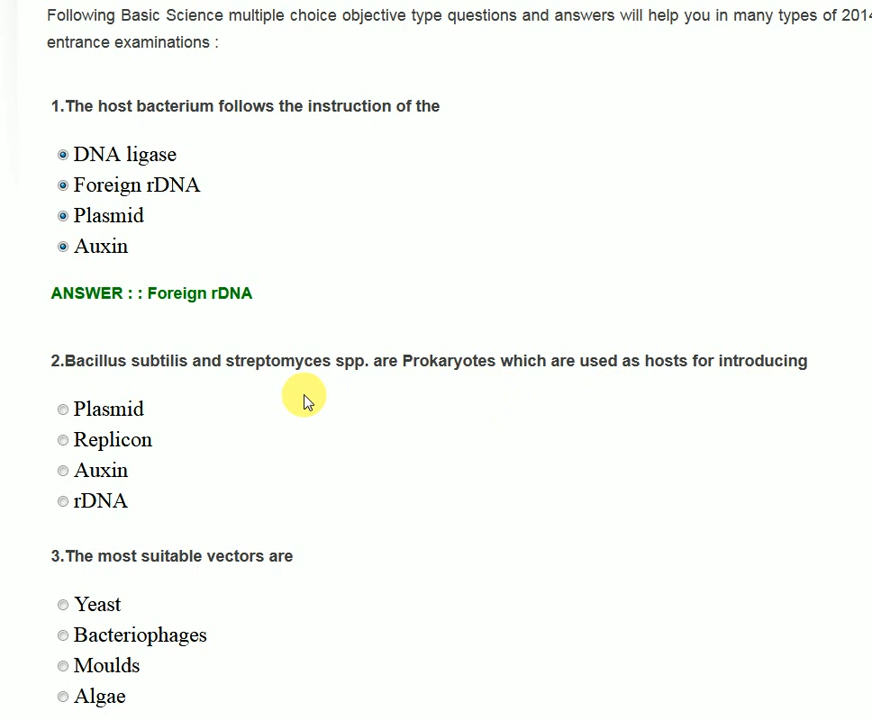 Following Basic Science multiple choice objective type questions and answers will help you in many types of 2014
entrance examinations :
1.The host bacterium follows the instruction of the
DNA ligase
Foreign rDNA
Plasmid
Auxin
ANSWER : : Foreign rDNA
2.Bacillus subtilis and streptomyces spp. are Prokaryotes which are used as hosts for introducing
Plasmid
Replicon
Auxin
rDNA
3.The most suitable vectors are
Yeast
Bacteriophages
Moulds
Algae